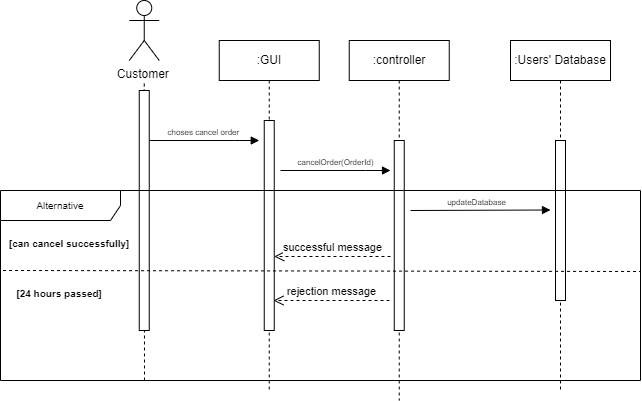 Customer
:GUI
:controller
:Users' Database
choses cancel order
cancelOrder(OrderId)
Alternative
updateDatabase
[can cancel successfully]
successful message
[24 hours passed]
rejection message